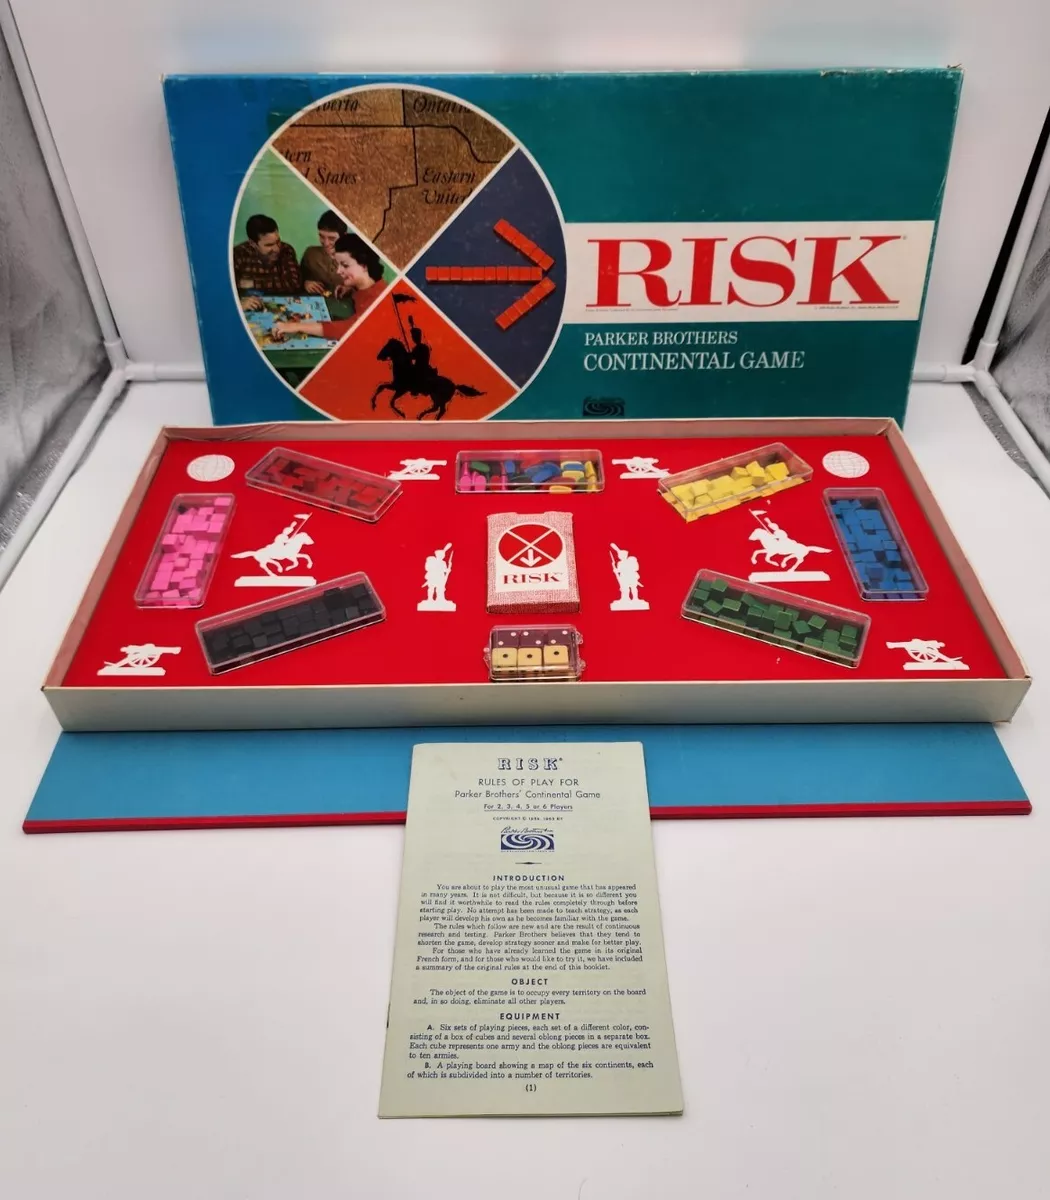 lberta
Ontari
tern
States
Eastern
Unite
RISK
PARKER BROTHERS
CONTINENTAL GAME
RISK
RISK®
RULES OF PLAY FOR
Parker Brothers' Continental Game
For 2, 3, 4, 5 or 6 Players
COPYRIGHT © 1959, 1963 BY
Parker Brothers
INTRODUCTION
You are about to play the most unusual game that has appeared
in many years. It is not difficult, but because it is so different you
will find it worthwhile to read the rules completely through before
starting play. No attempt has been made to teach strategy, as each
player will develop his own as he becomes familiar with the game.
The rules which follow are new and are the result of continuous
research and testing. Parker Brothers believes that they tend to
shorten the game, develop strategy sooner and make for better play.
For those who have already learned the game in its original
French form, and for those who would like to try it, we have included
a summary of the original rules at the end of this booklet.
OBJECT
The object of the game is to occupy every territory on the board
and, in so doing, eliminate all other players.
EQUIPMENT
A. Six sets of playing pieces, each set of a different color, con-
sisting of a box of cubes and several oblong pieces in a separate box.
Each cube represents one army and the oblong pieces are equivalent
to ten armies.
B. A playing board showing a map of the six continents, each
of which is subdivided into a number of territories.
(1)